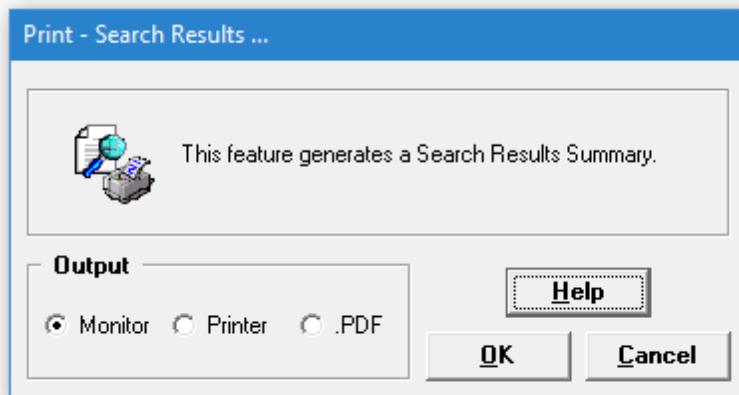 Print - Search Results ...
This feature generates a Search Results Summary.
Output
Monitor Printer .PDF
Help
OK Cancel